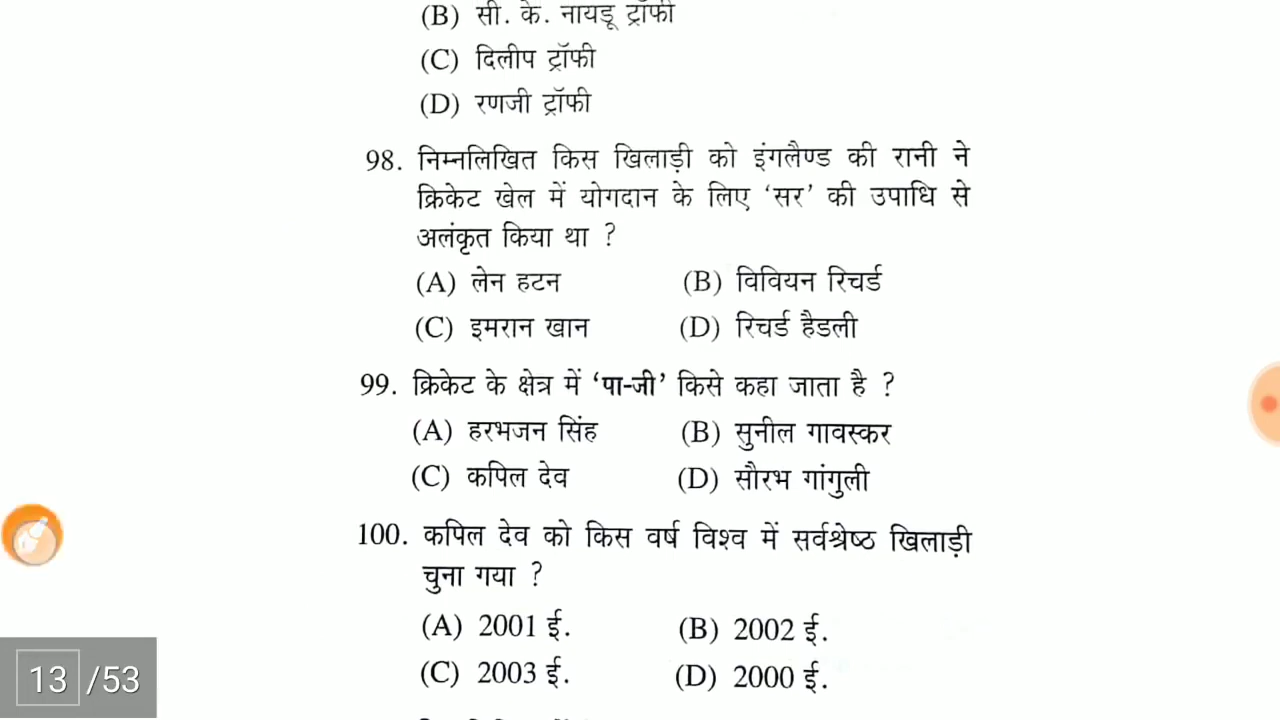 (B) सी. के. नायडू ट्रॉफी
(C) दिलीप ट्रॉफी
(D) रणजी ट्रॉफी
98. निम्नलिखित किस खिलाड़ी को इंगलैण्ड की रानी ने
क्रिकेट खेल में योगदान के लिए ‘सर’ की उपाधि से
अलंकृत किया था ?
(A) लेन हटन (B) विवियन रिचर्ड
(C) इमरान खान (D) रिचर्ड हैडली
99. क्रिकेट के क्षेत्र में ‘पा-जी’ किसे कहा जाता है ?
(A) हरभजन सिंह (B) सुनील गावस्कर
(C) कपिल देव (D) सौरभ गांगुली
100. कपिल देव को किस वर्ष विश्व में सर्वश्रेष्ठ खिलाड़ी
चुना गया ?
(A) 2001 ई. (B) 2002 ई.
(C) 2003 ई. (D) 2000 ई.
13 /53